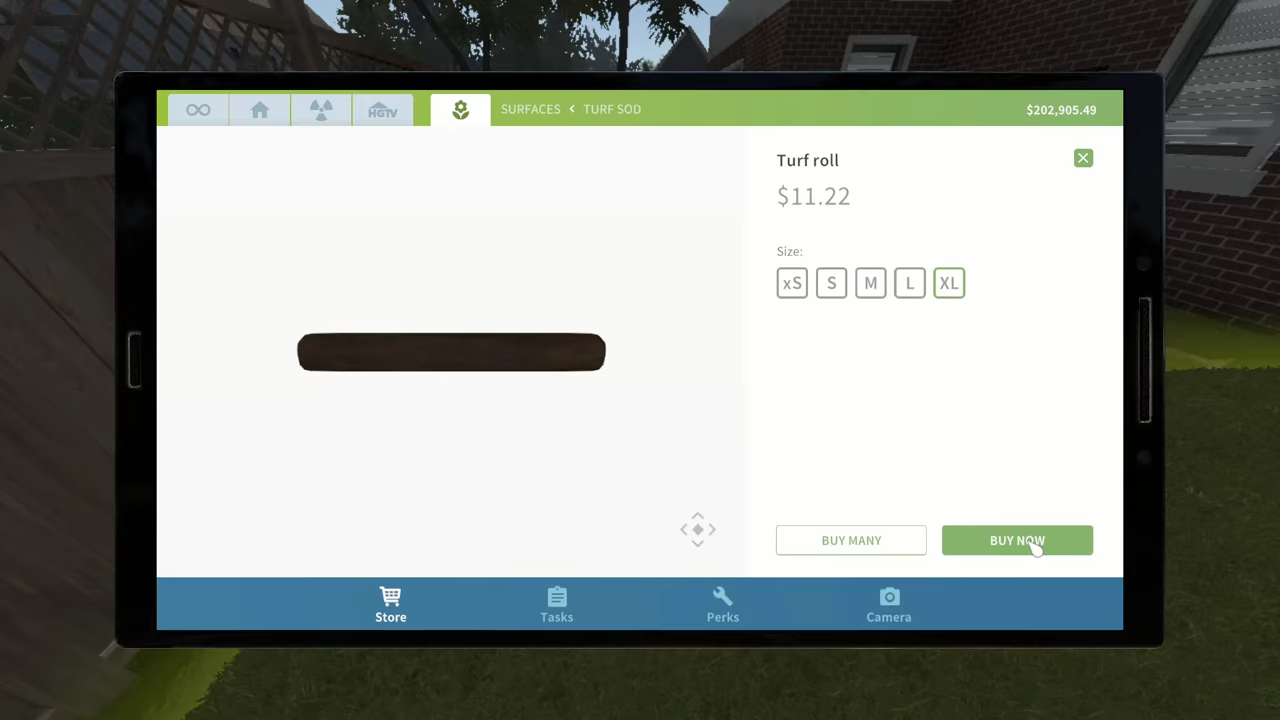 HGTV
SURFACES < TURF SOD
$202,905.49
Turf roll
$11.22
Size:
xS S M L XL
BUY MANY
BUY NOW
Store
Tasks
Perks
Camera